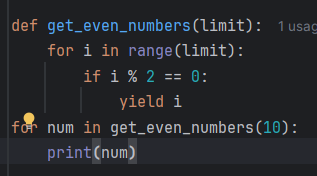 def get_even_numbers(limit):  1 usag
    for i in range(limit):
        if i % 2 == 0:
            yield i
for num in get_even_numbers(10):
    print(num)